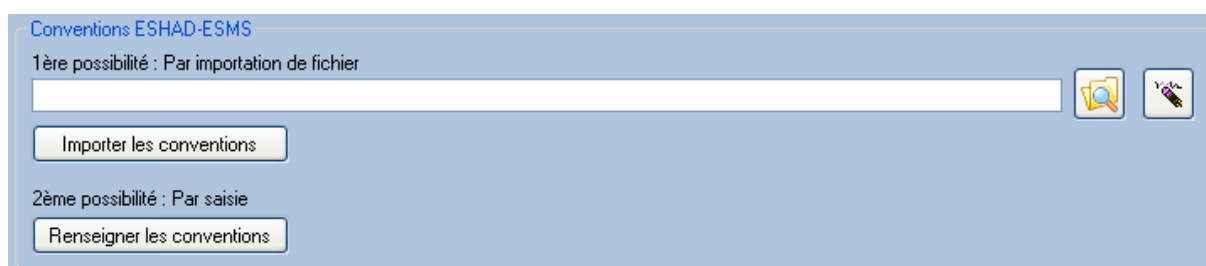 Conventions ESHAD-ESMS
1ère possibilité : Par importation de fichier
Importer les conventions
2ème possibilité : Par saisie
Renseigner les conventions